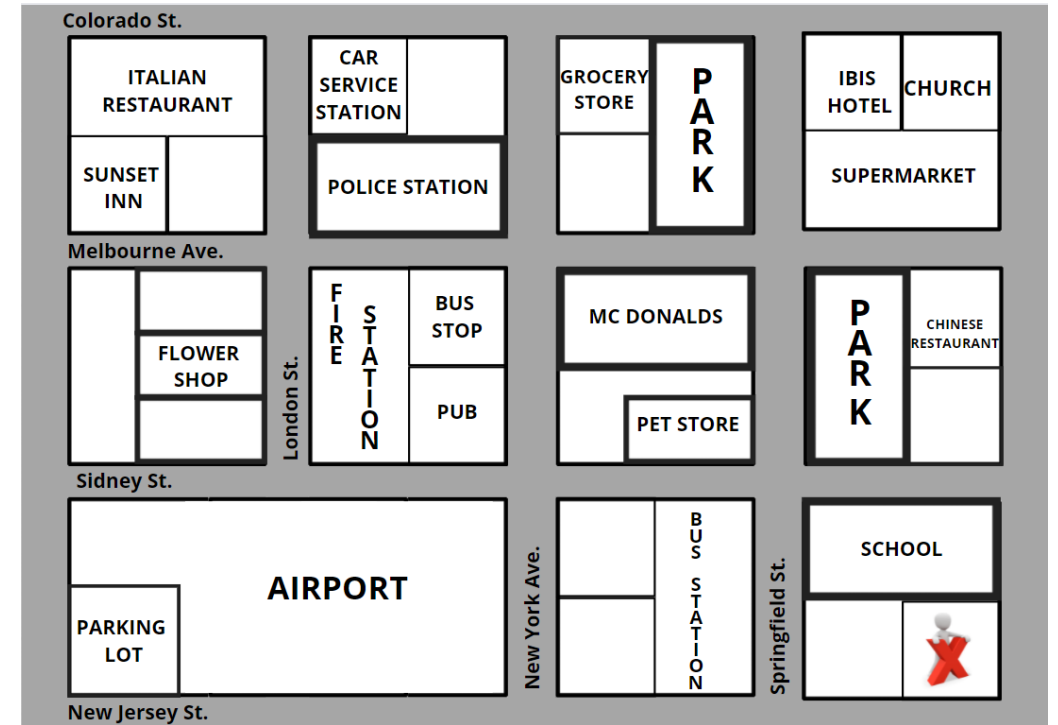 Colorado St.
ITALIAN
RESTAURANT
SUNSET
INN
CAR
SERVICE
STATION
POLICE STATION
GROCERY
STORE
PARK
IBIS
HOTEL
CHURCH
SUPERMARKET
Melbourne Ave.
FLOWER
SHOP
London St.
FIRE
STATION
BUS
STOP
PUB
MC DONALDS
PET STORE
PARK
CHINESE
RESTAURANT
Sidney St.
AIRPORT
PARKING
LOT
New York Ave.
BUS STATION
Springfield St.
SCHOOL
X
New Jersey St.